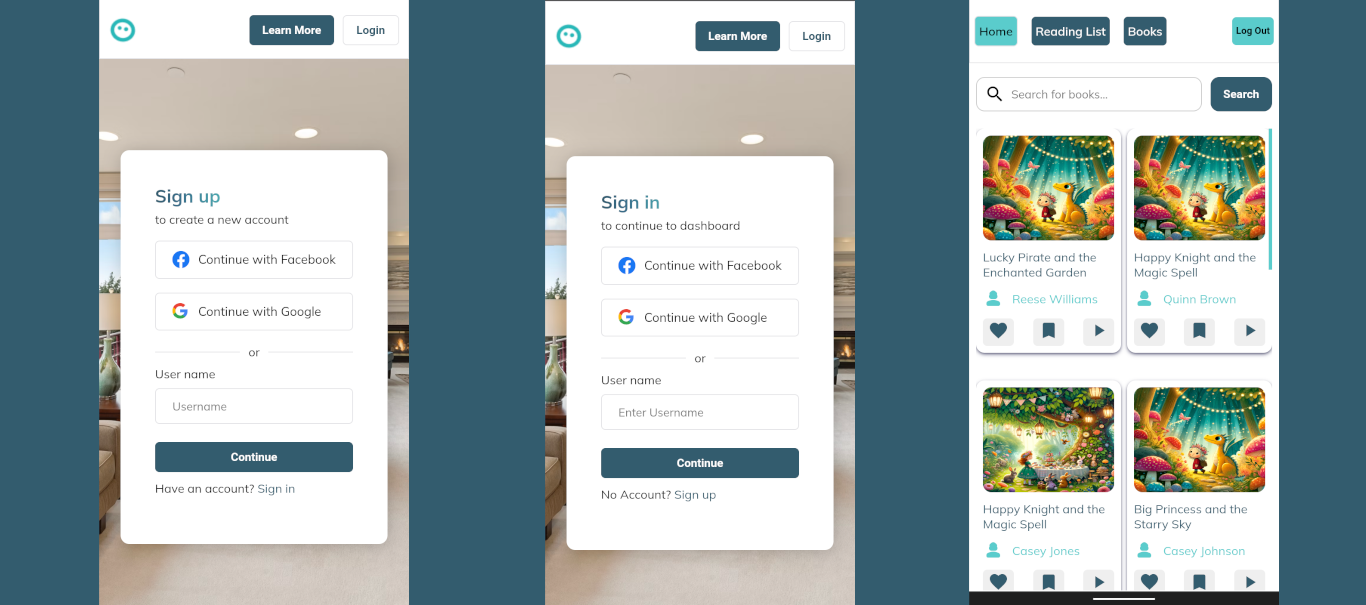 Learn More
Login
Sign up
to create a new account
Continue with Facebook
Continue with Google
or
User name
Username
Continue
Have an account? Sign in
Learn More
Login
Sign in
to continue to dashboard
Continue with Facebook
Continue with Google
or
User name
Enter Username
Continue
No Account? Sign up
Home
Reading List
Books
Log Out
Search for books...
Search
Lucky Pirate and the
Enchanted Garden
Reese Williams
Happy Knight and the
Magic Spell
Quinn Brown
Happy Knight and the
Magic Spell
Casey Jones
Big Princess and the
Starry Sky
Casey Johnson